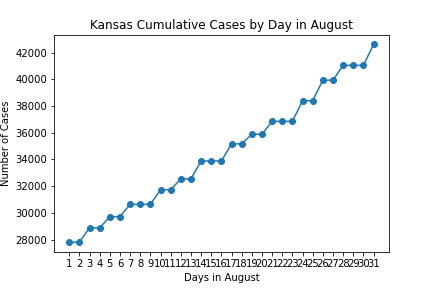 Kansas Cumulative Cases by Day in August
Number of Cases
42000
40000
38000
36000
34000
32000
30000
28000
1 2 3 4 5 6 7 8 9 10 11 12 13 14 15 16 17 18 19 20 21 22 23 24 25 26 27 28 29 30 31
Days in August